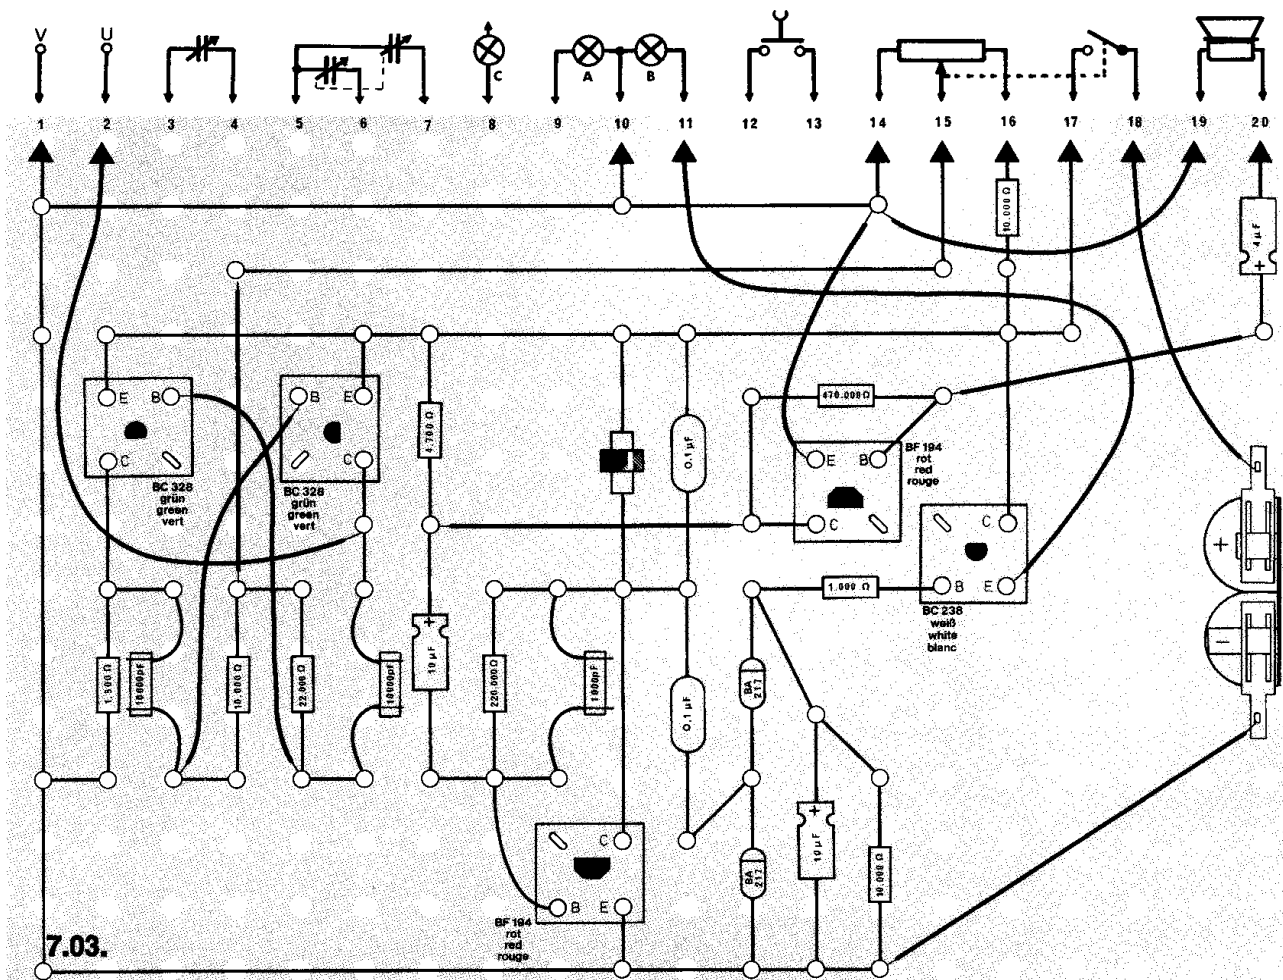 V U
C A B
1 2 3 4 5 6 7 8 9 10 11 12 13 14 15 16 17 18 19 20
10.000 Ω
4 µF
+
E B
C
BC 328
grün
green
vert
B E
C
BC 328
grün
green
vert
4.700 Ω
0,1 µF
470.000 Ω
E B
C
BF 194
rot
red
rouge
C
B E
BC 238
weiß
white
blanc
1.000 Ω
+
−
1.500 Ω
10000pF
10.000 Ω
22.000 Ω
10000pF
+
10 µF
220.000 Ω
1000pF
0,1 µF
BA
217
BA
217
+
10 µF
10.000 Ω
C
B E
BF 194
rot
red
rouge
7.03.